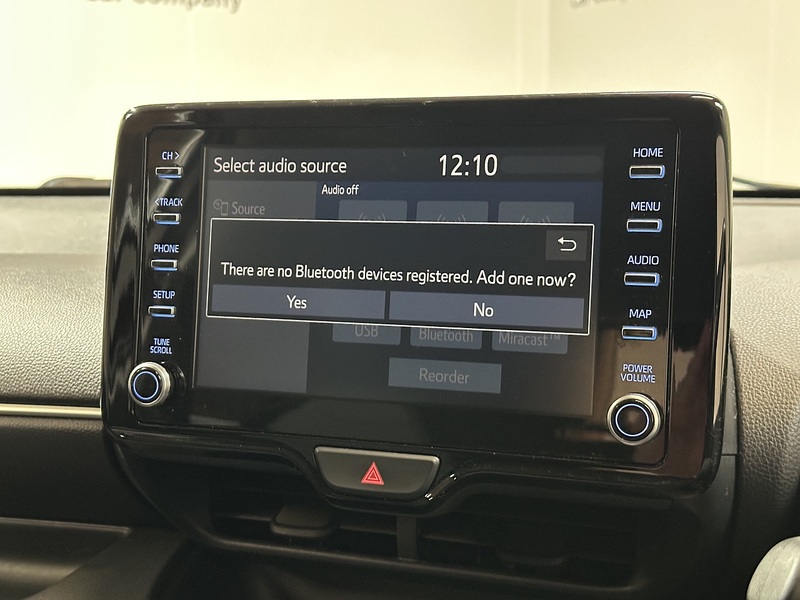 Company
CH>
<TRACK
PHONE
SETUP
TUNE
SCROLL
Select audio source
12:10
Audio off
Source
There are no Bluetooth devices registered. Add one now?
Yes
No
USB
Bluetooth
Miracast™
Reorder
HOME
MENU
AUDIO
MAP
POWER
VOLUME